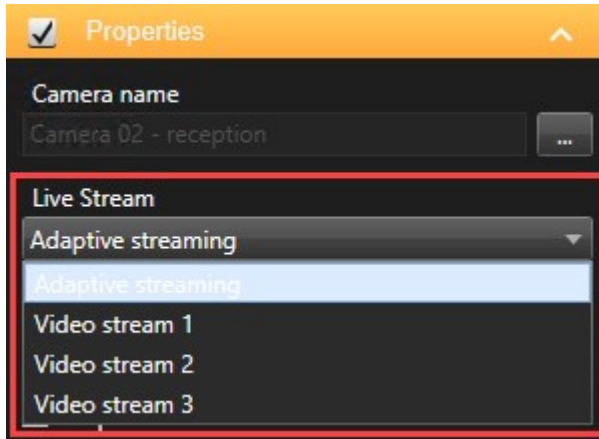 Properties
Camera name
Camera 02 - reception
...
Live Stream
Adaptive streaming
Adaptive streaming
Video stream 1
Video stream 2
Video stream 3